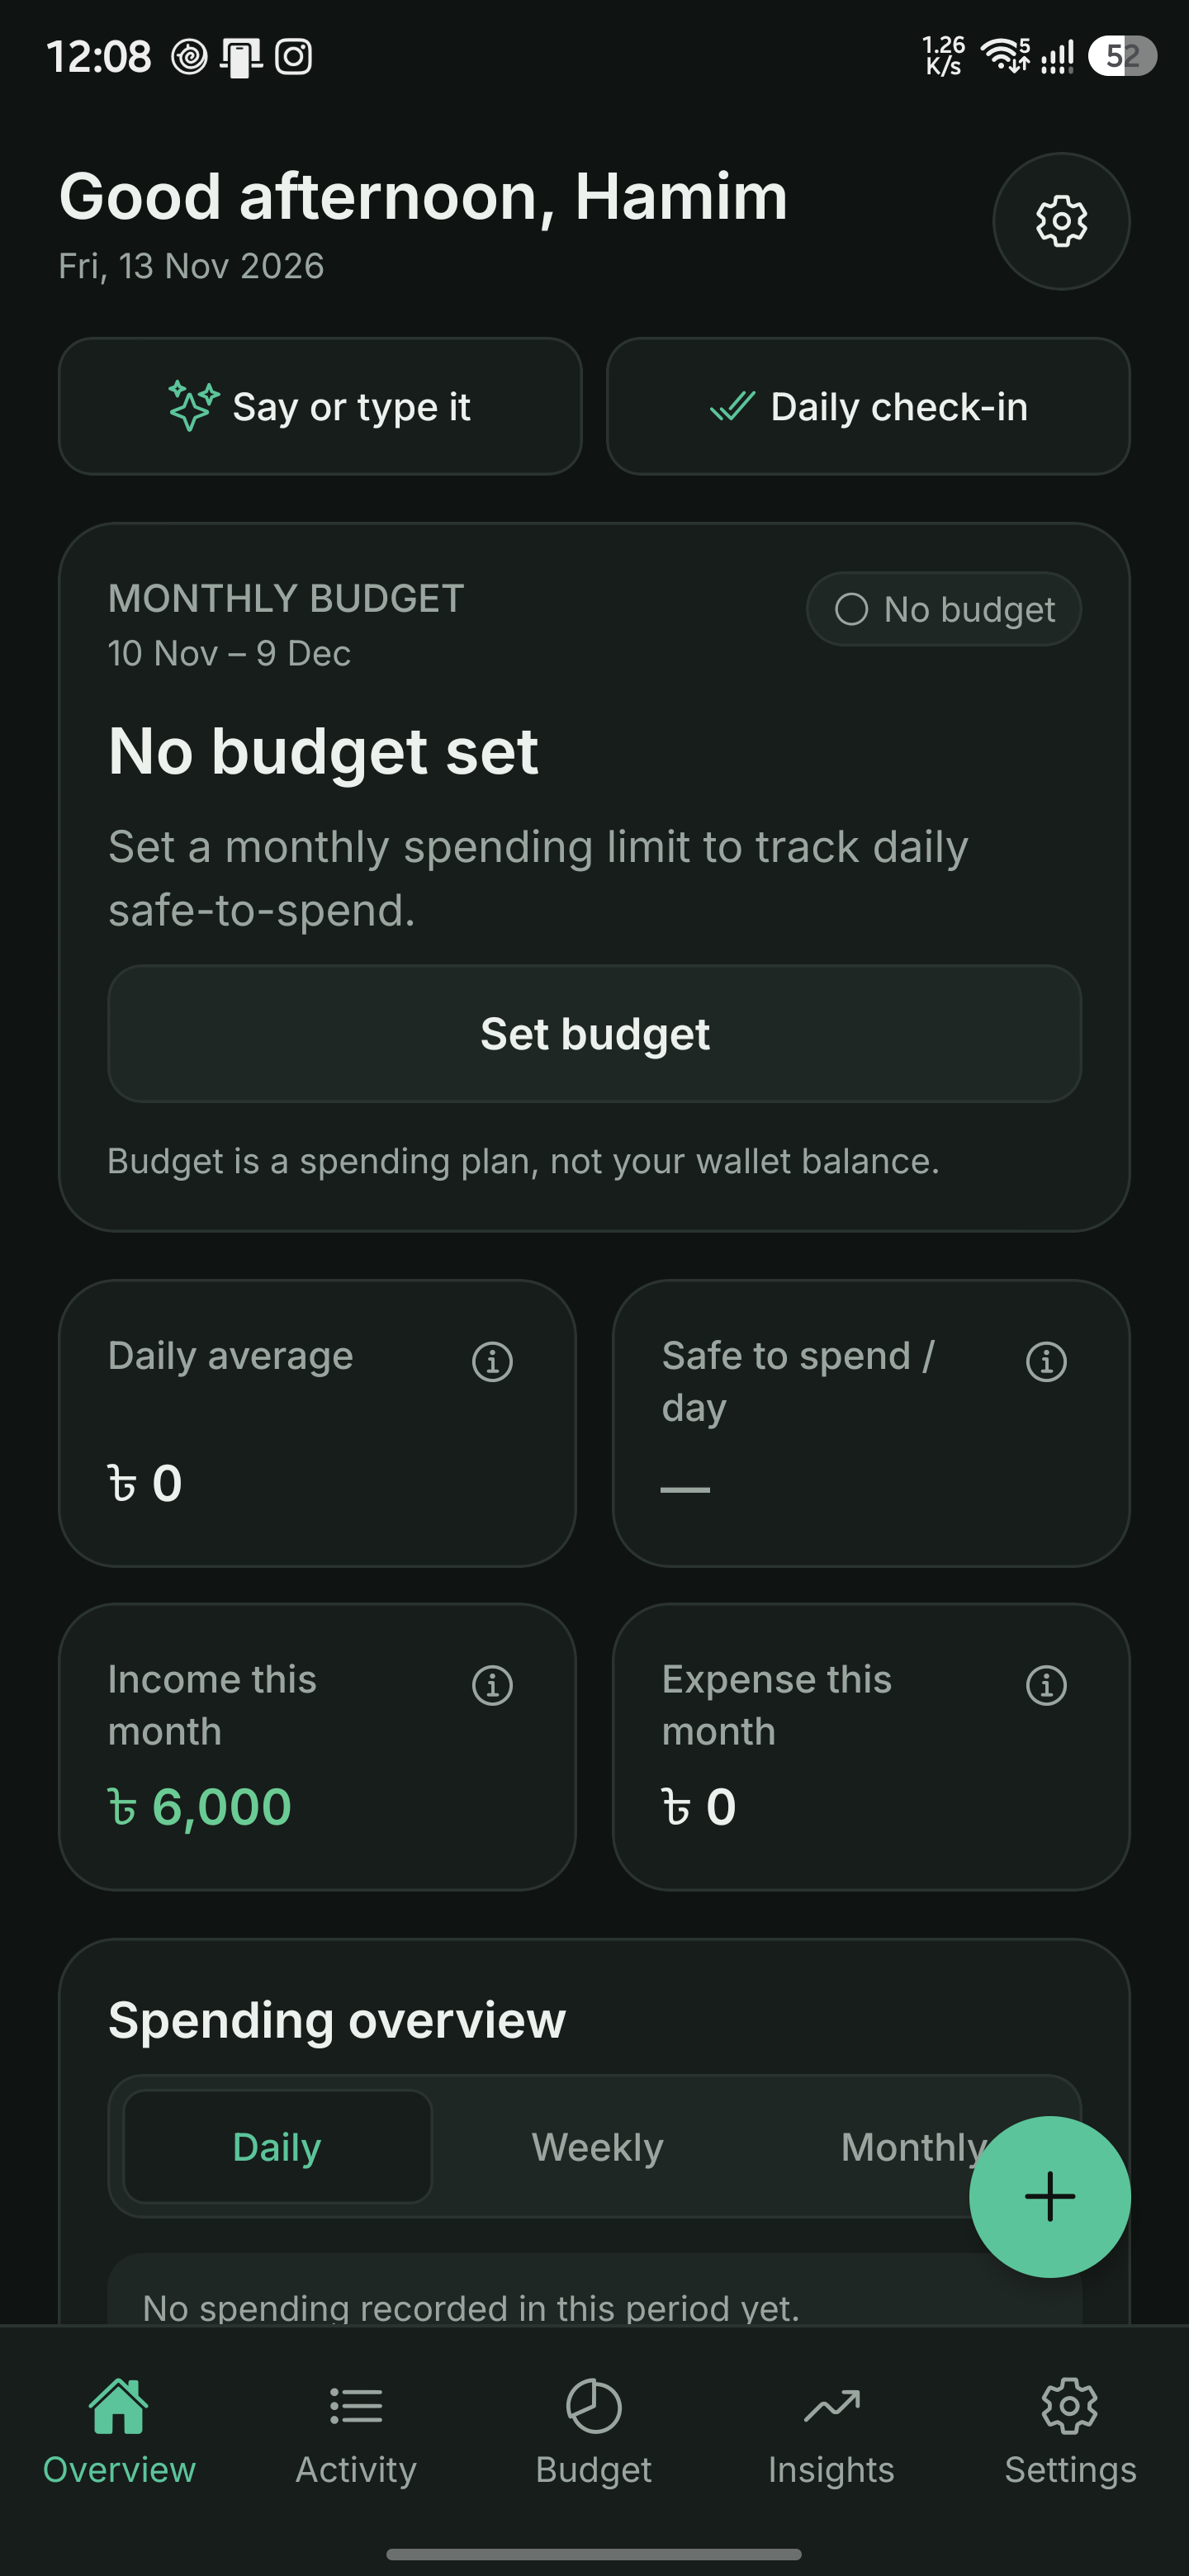 12:08
1.26
K/s
5
52
Good afternoon, Hamim
Fri, 13 Nov 2026
Say or type it
Daily check-in
MONTHLY BUDGET
No budget
10 Nov – 9 Dec
No budget set
Set a monthly spending limit to track daily
safe-to-spend.
Set budget
Budget is a spending plan, not your wallet balance.
Daily average
৳ 0
Safe to spend /
day
—
Income this
month
৳ 6,000
Expense this
month
৳ 0
Spending overview
Daily
Weekly
Monthly
No spending recorded in this period yet.
Overview
Activity
Budget
Insights
Settings